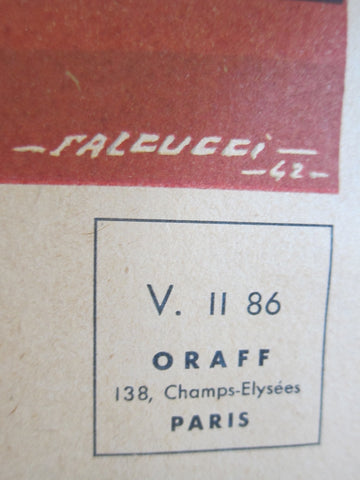 -FALCUCCI-
-42-
V. II 86
ORAFF
138, Champs-Elysées
PARIS